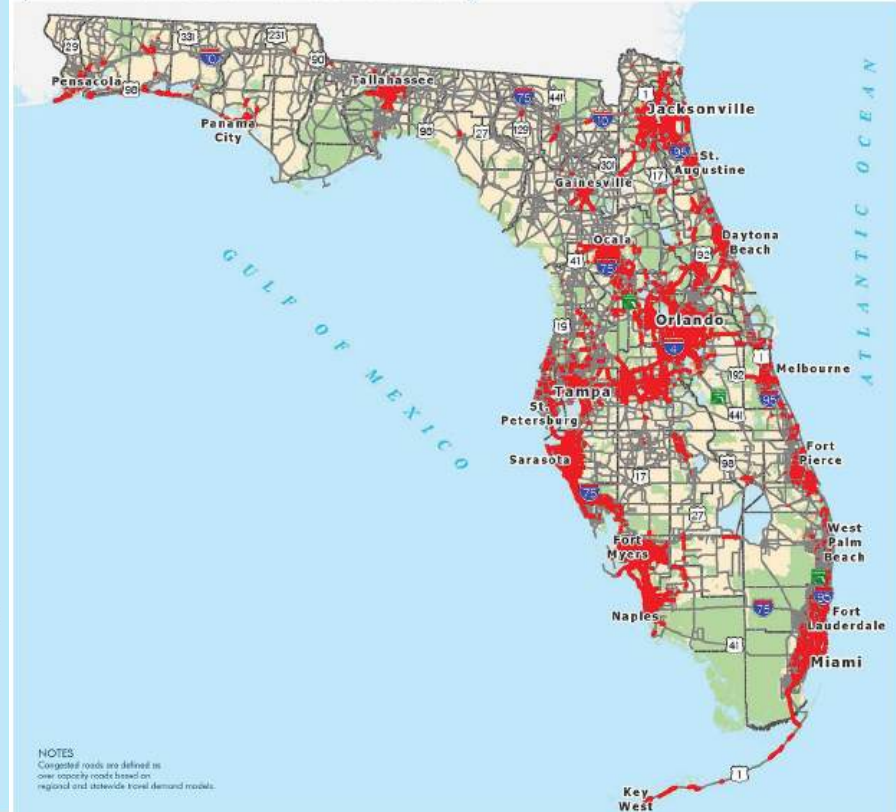 331
231
29
10
90
Pensacola
98
Tallahassee
Panama
City
75
441
1
Jacksonville
10
98
27
129
95
St.
Augustine
301
17
Gainesville
Ocala
41
75
92
Daytona
Beach
GULF OF MEXICO
ATLANTIC OCEAN
19
Orlando
4
1
Melbourne
192
Tampa
95
441
St.
Petersburg
Sarasota
98
Fort
Pierce
17
75
27
West
Palm
Beach
Fort
Myers
95
75
Fort
Lauderdale
Naples
41
Miami
NOTES
Congested roads are defined as
over capacity roads based on
regional and statewide travel demand models.
1
Key
West